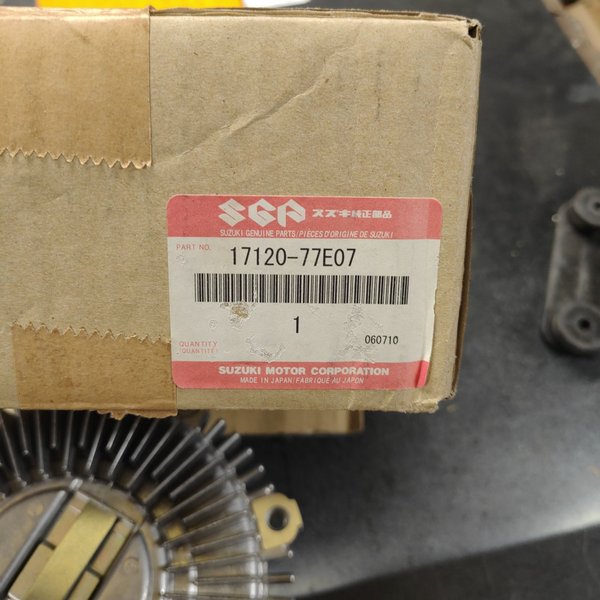 SGP スズキ純正部品
SUZUKI GENUINE PARTS/PIÈCES D'ORIGINE DE SUZUKI
PART NO. 17120-77E07
1
QUANTITY
(QUANTITÉ)
060710
SUZUKI MOTOR CORPORATION
MADE IN JAPAN/FABRIQUÉ AU JAPON